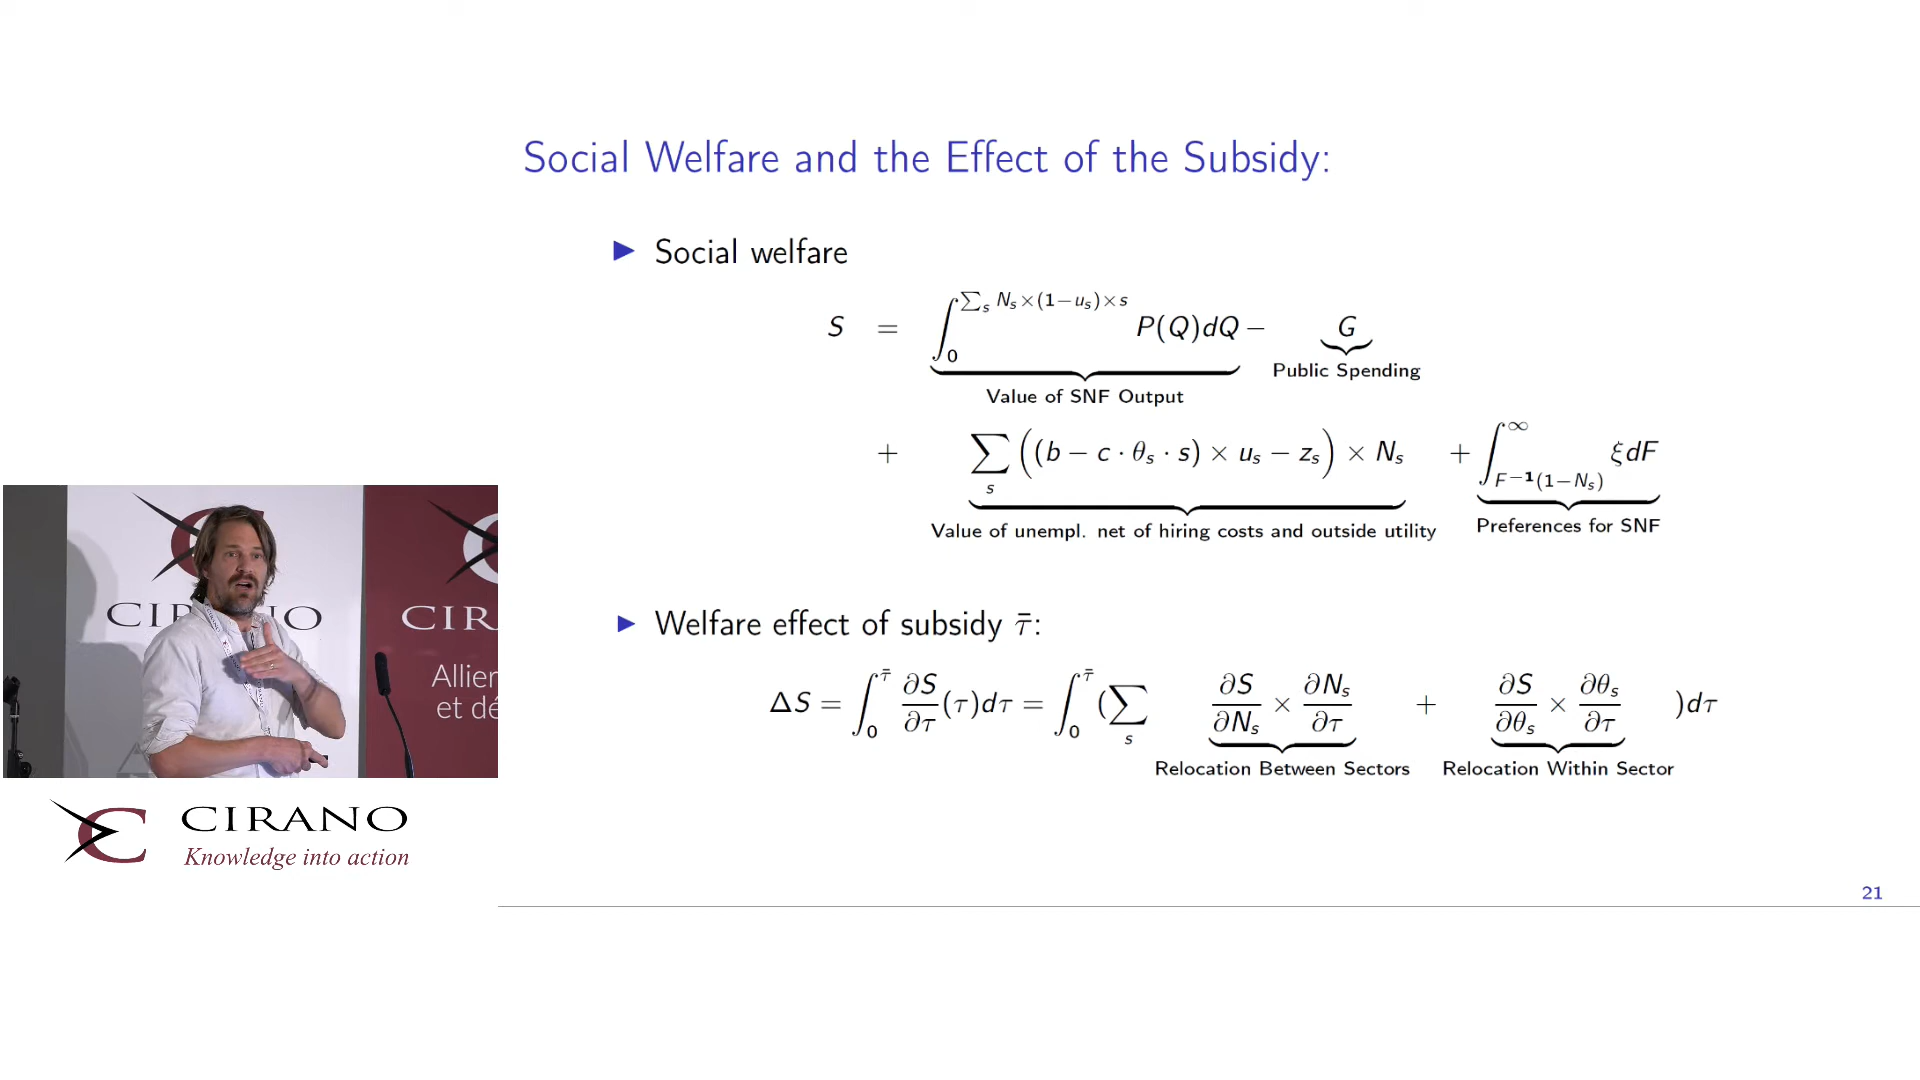 Social Welfare and the Effect of the Subsidy:
▶ Social welfare
S = ∫_0^{∑_s N_s×(1−u_s)×s} P(Q)dQ − G
Value of SNF Output
Public Spending
+ ∑_s ((b − c · θ_s · s) × u_s − z_s) × N_s + ∫_{F^{−1}(1−N_s)}^∞ ξdF
Value of unempl. net of hiring costs and outside utility
Preferences for SNF
▶ Welfare effect of subsidy τ̄:
ΔS = ∫_0^τ̄ ∂S/∂τ (τ)dτ = ∫_0^τ̄ (∑_s ∂S/∂N_s × ∂N_s/∂τ + ∂S/∂θ_s × ∂θ_s/∂τ )dτ
Relocation Between Sectors
Relocation Within Sector
21
CIRANO
Knowledge into action
CIR
Allier
et dé